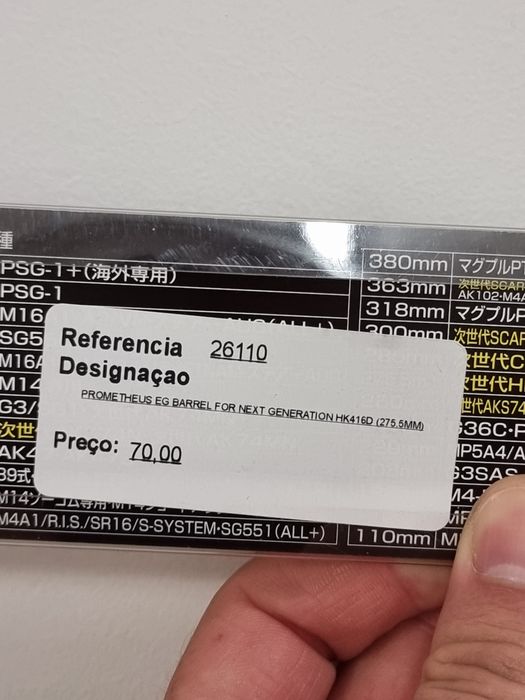 種
PSG-1+(海外専用)
PSG-1
M16
SG5
M16A
M14
G3/
次世
AK4
89式
M4A1/R.I.S./SR16/S-SYSTEM・SG551(ALL+)
Referencia 26110
Designaçao
PROMETHEUS EG BARREL FOR NEXT GENERATION HK416D (275.5MM)
Preço: 70,00
380mm マグプルPT
363mm 次世代SCAR
AK102・M4A
318mm マグプルP
300mm 次世代SCAR
次世代C
次世代H
世代AKS74
G36C・P
MP5A4/A
G3SAS
M4
110mm